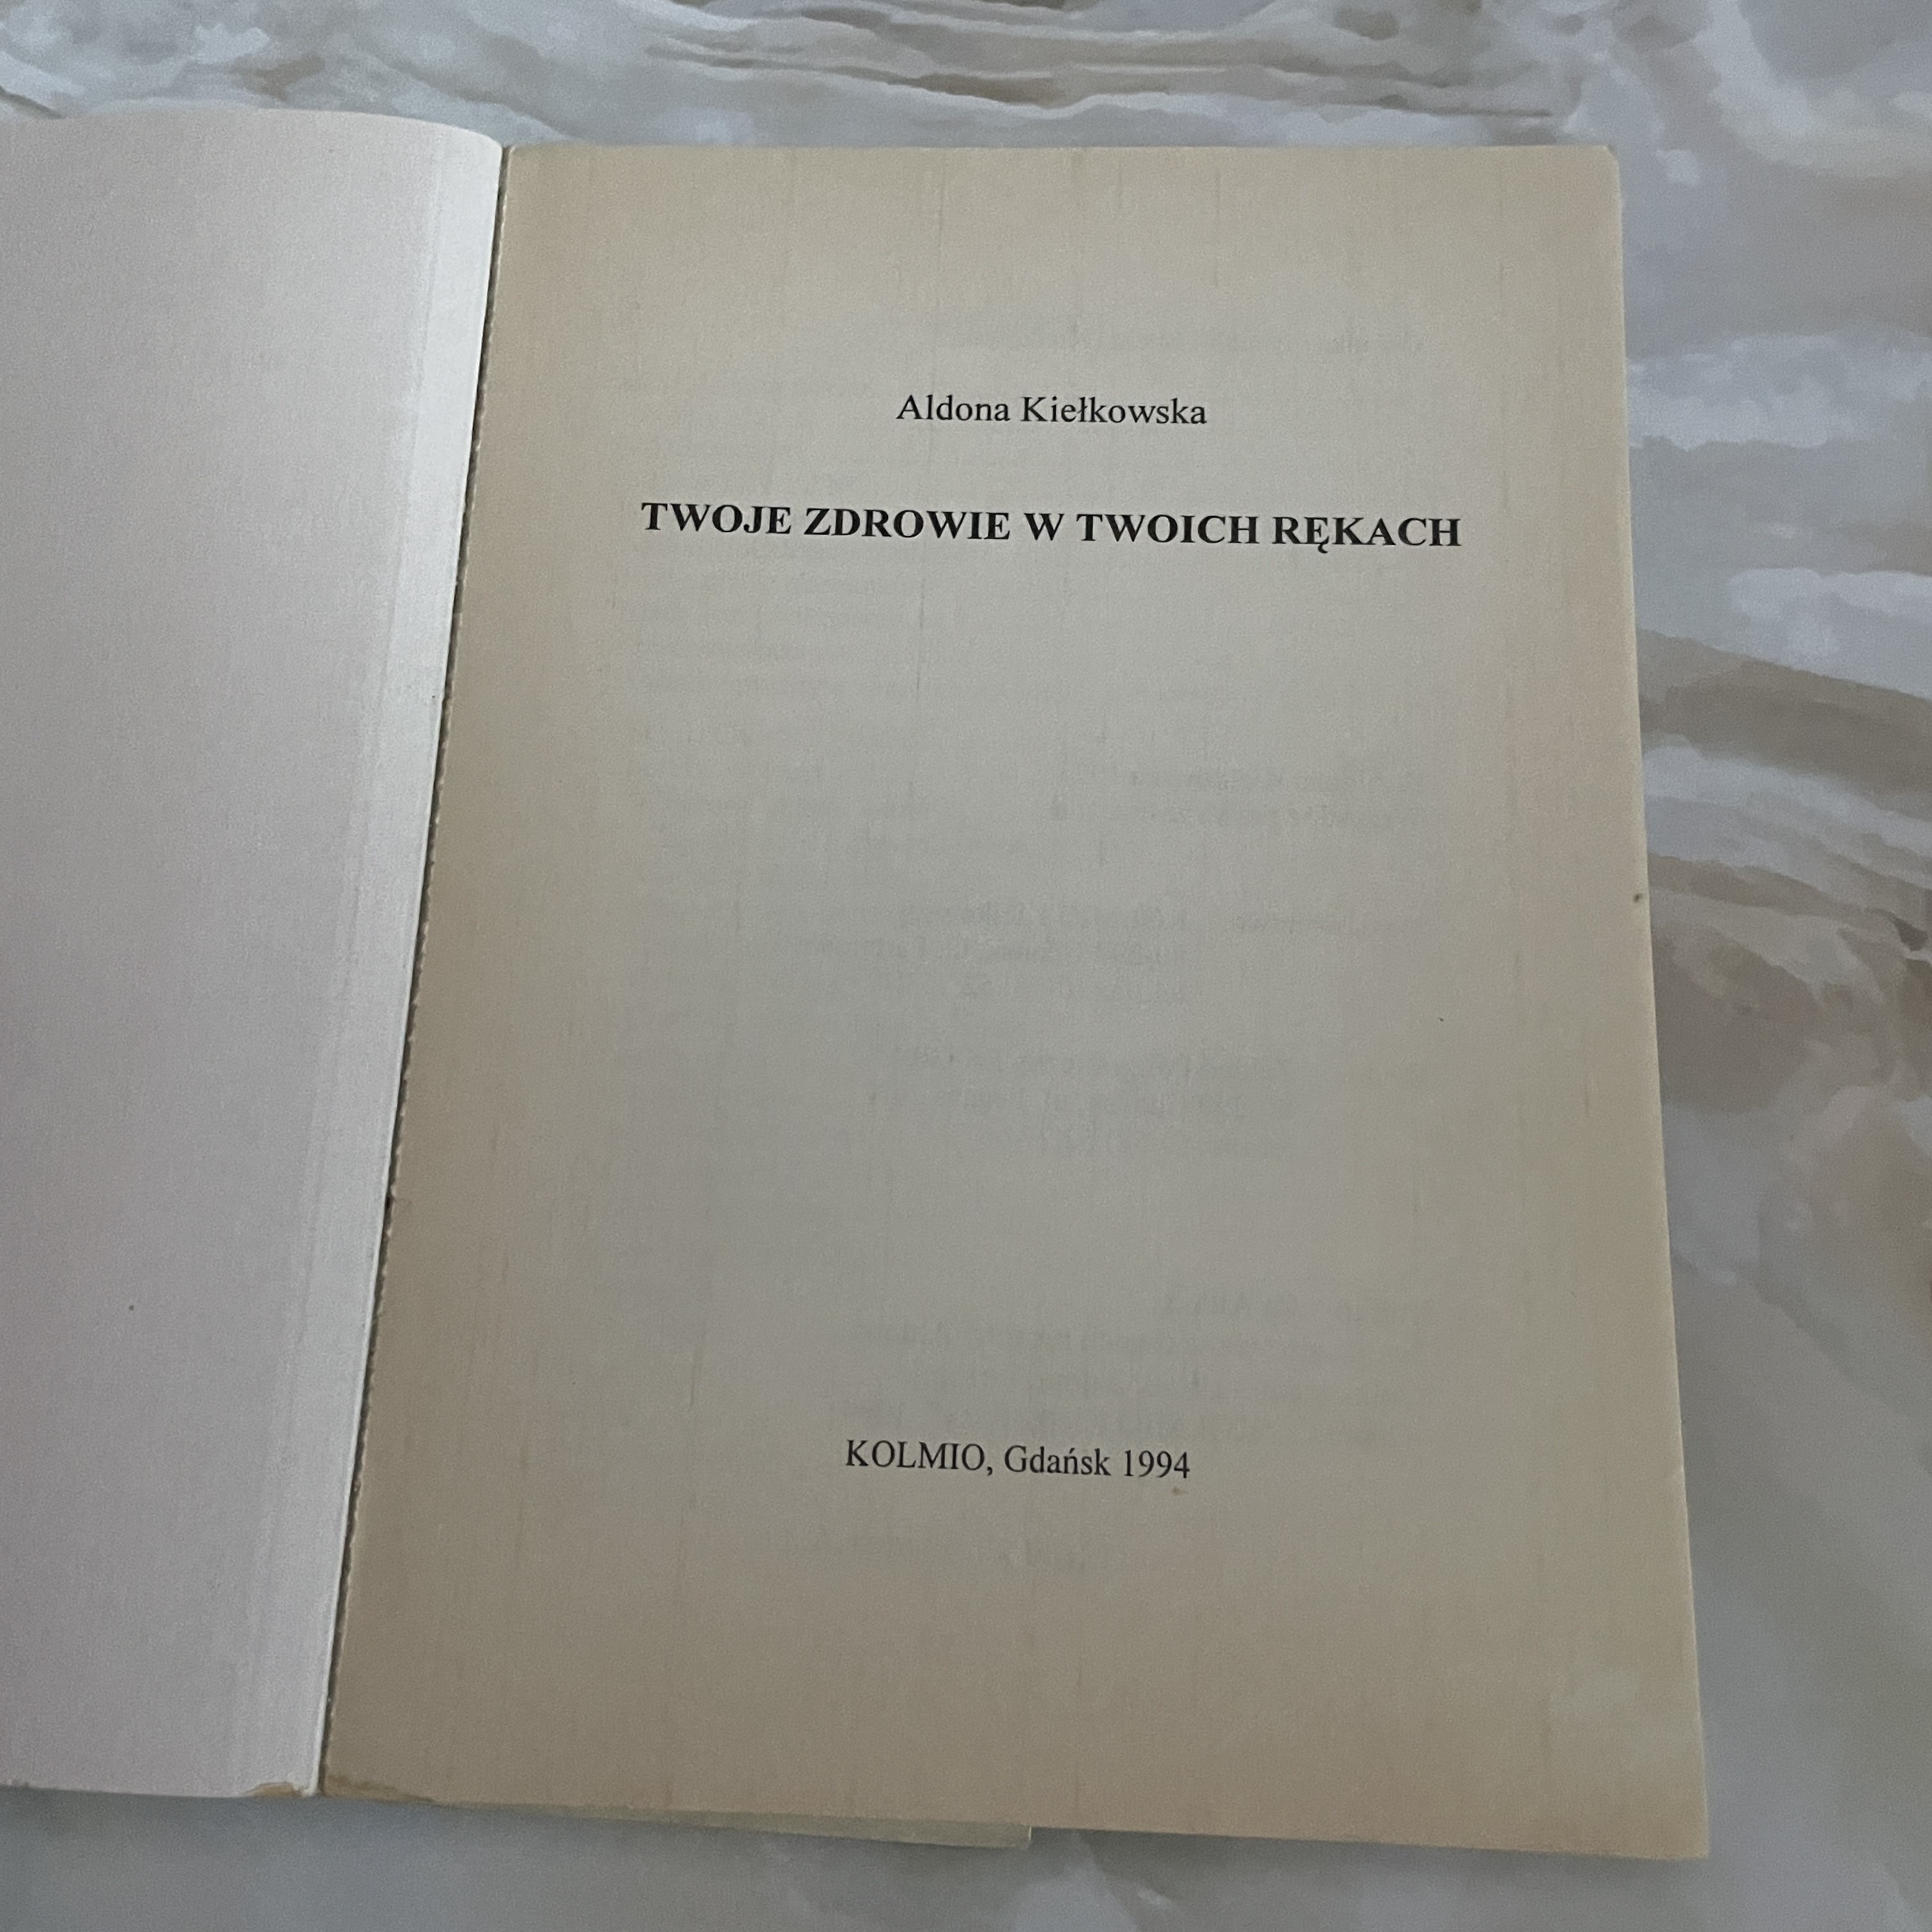 Aldona Kiełkowska
TWOJE ZDROWIE W TWOICH RĘKACH
KOLMIO, Gdańsk 1994